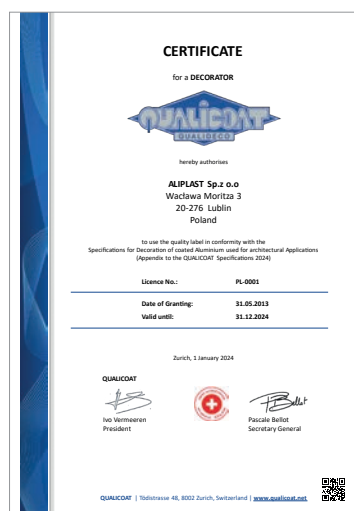 CERTIFICATE
for a DECORATOR
QUALICOAT
QUALIDECO
hereby authorises
ALIPLAST Sp.z o.o
Wacława Moritza 3
20-276 Lublin
Poland
to use the quality label in conformity with the
Specifications for Decoration of coated Aluminium used for architectural Applications
(Appendix to the QUALICOAT Specifications 2024)
Licence No.: PL-0001
Date of Granting: 31.05.2013
Valid until: 31.12.2024
Zurich, 1 January 2024
QUALICOAT
Ivo Vermeeren
President
Pascale Bellot
Secretary General
QUALICOAT | Tödistrasse 48, 8002 Zurich, Switzerland | www.qualicoat.net